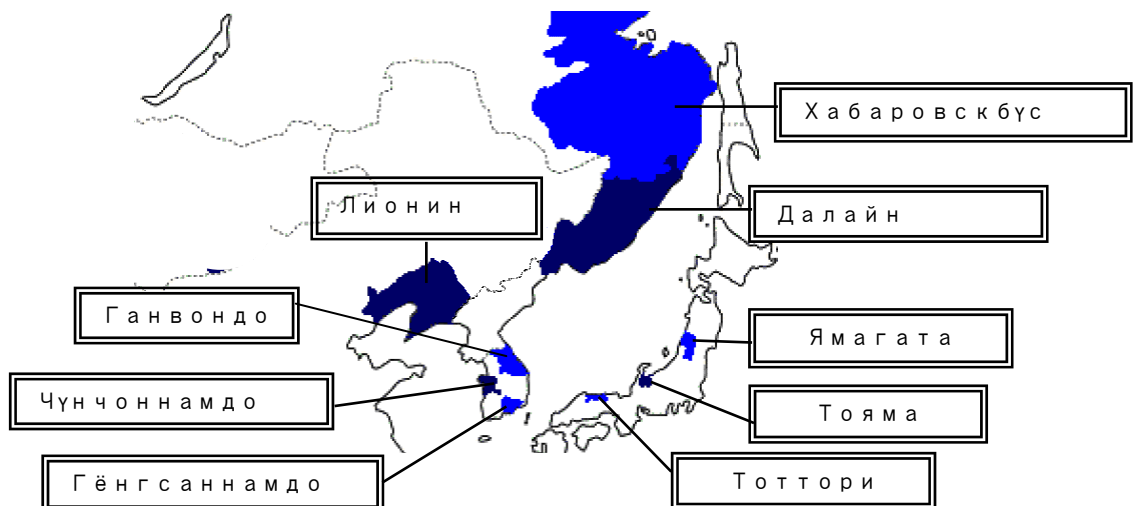 Хабаровскбүс
Лионин
Далайн
Ганвондо
Ямагата
Чүнчоннамдо
Тояма
Гёнгсаннамдо
Тоттори